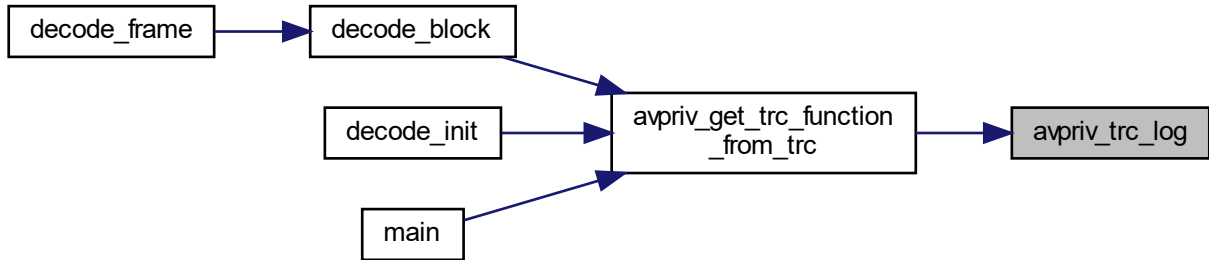 decode_frame
decode_block
decode_init
main
avpriv_get_trc_function
_from_trc
avpriv_trc_log